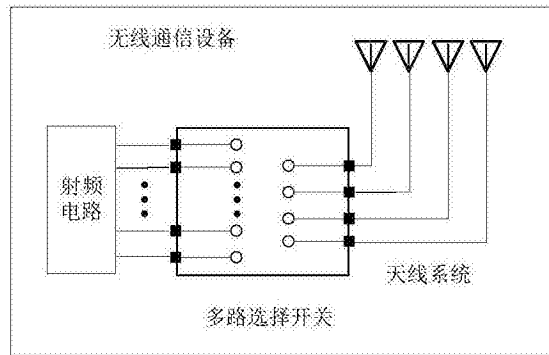 无线通信设备
射频
电路
天线系统
多路选择开关